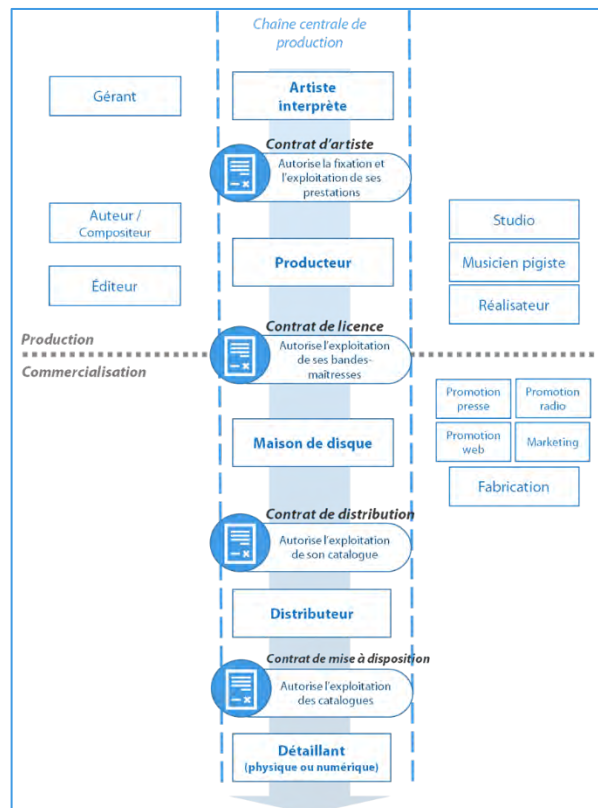 Chaîne centrale de
production
Gérant
Artiste
interprète
Contrat d'artiste
Autorise la fixation et
l'exploitation de ses
prestations
Auteur /
Compositeur
Éditeur
Producteur
Studio
Musicien pigiste
Réalisateur
Production
Commercialisation
Contrat de licence
Autorise l'exploitation
de ses bandes-
maîtresses
Maison de disque
Promotion
presse
Promotion
radio
Promotion
web
Marketing
Fabrication
Contrat de distribution
Autorise l'exploitation
de son catalogue
Distributeur
Contrat de mise à disposition
Autorise l'exploitation
des catalogues
Détaillant
(physique ou numérique)